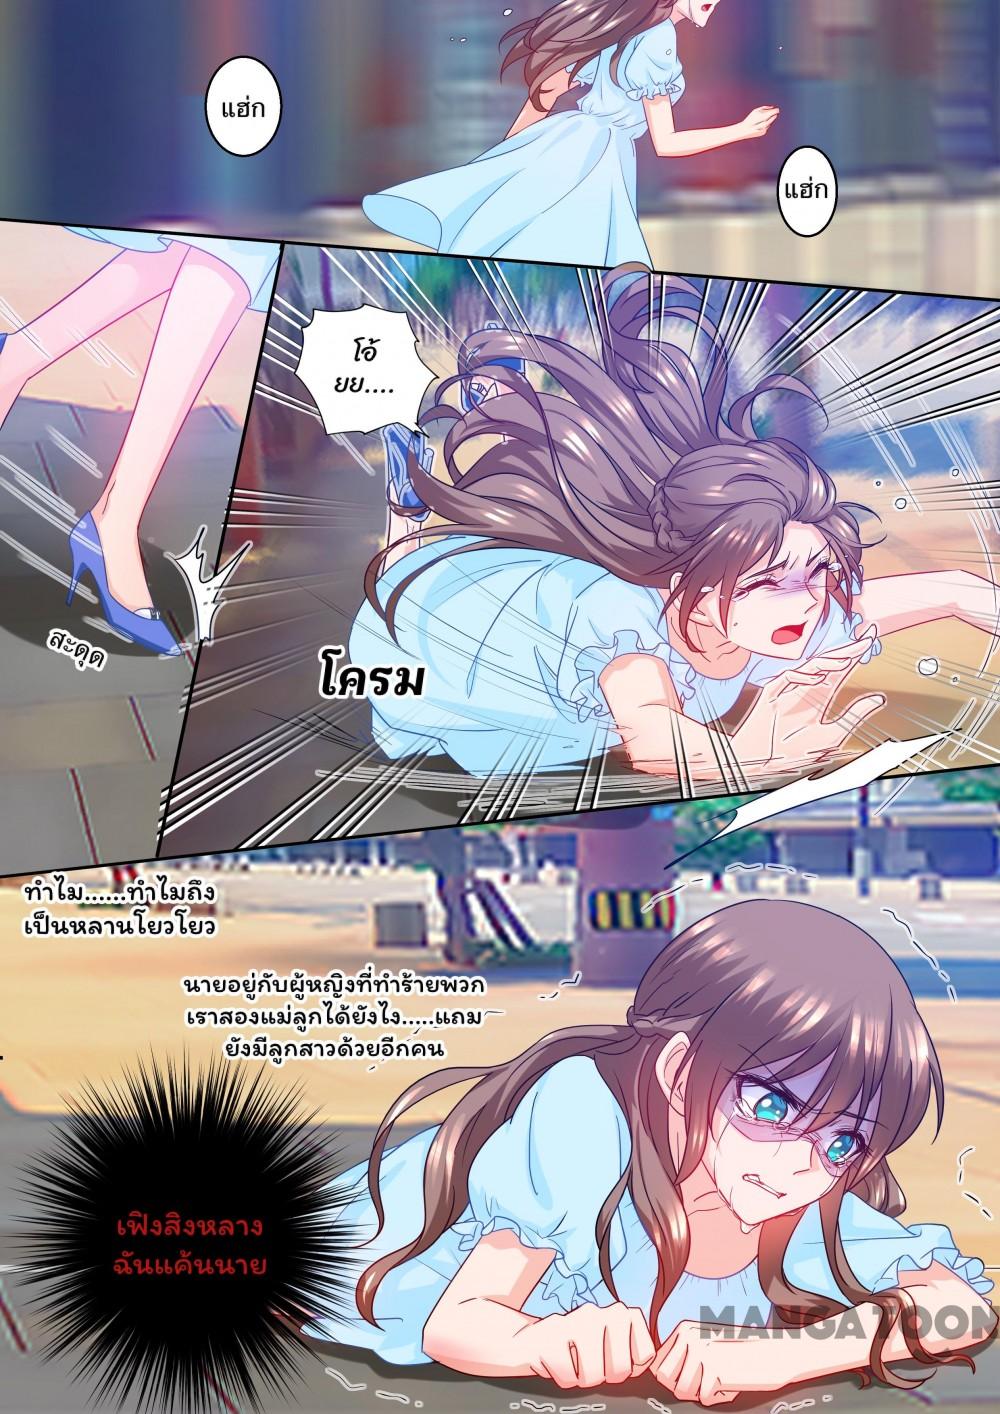 แฮ่ก
แฮ่ก
โอ๊
ยย....
สะดุด
โครม
ทำไม......ทำไมถึง
เป็นหลานโยวโยว
นายอยู่กับผู้หญิงที่ทำร้ายพวก
เราสองแม่ลูกได้ยังไง.....แถม
ยังมีลูกสาวด้วยอีกคน
เฟิงสิงหลาง
ฉันแค้นนาย
MANGATOON